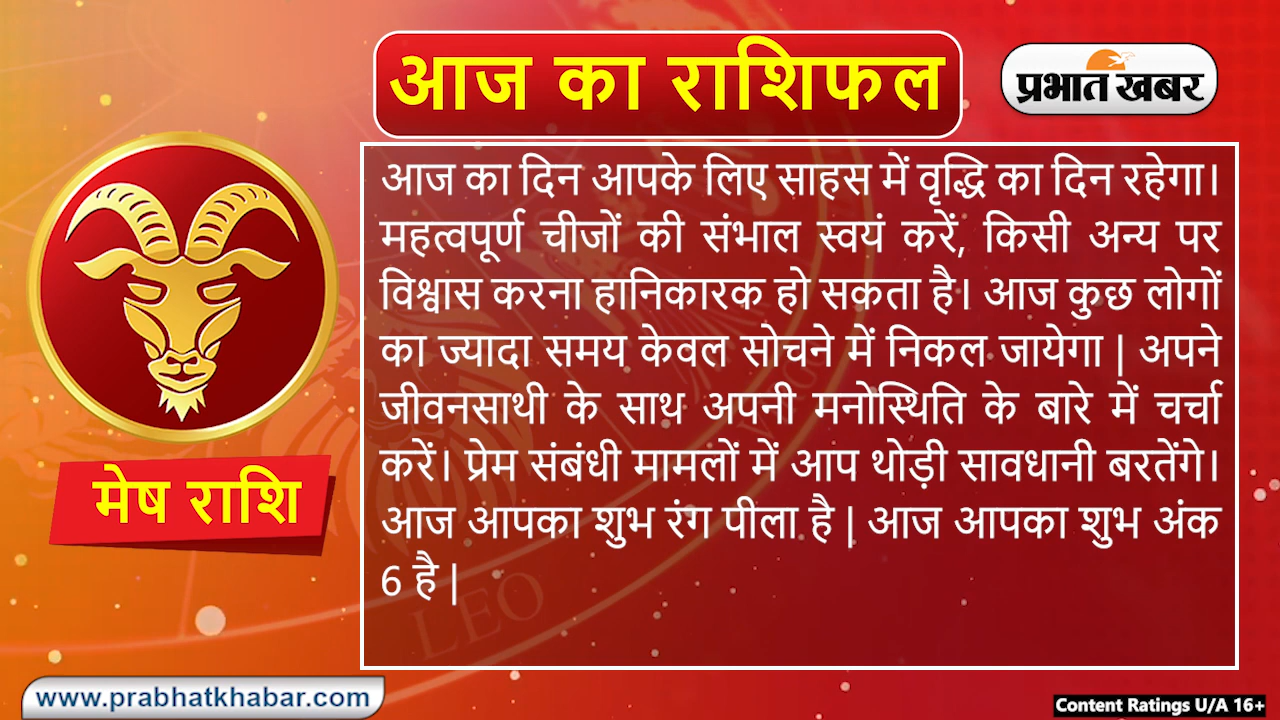 आज का राशिफल
प्रभात खबर
आज का दिन आपके लिए साहस में वृद्धि का दिन रहेगा।
महत्वपूर्ण चीजों की संभाल स्वयं करें, किसी अन्य पर
विश्वास करना हानिकारक हो सकता है। आज कुछ लोगों
का ज्यादा समय केवल सोचने में निकल जायेगा | अपने
जीवनसाथी के साथ अपनी मनोस्थिति के बारे में चर्चा
करें। प्रेम संबंधी मामलों में आप थोड़ी सावधानी बरतेंगे।
आज आपका शुभ रंग पीला है | आज आपका शुभ अंक
6 है |
मेष राशि
LEO
www.prabhatkhabar.com
Content Ratings U/A 16+